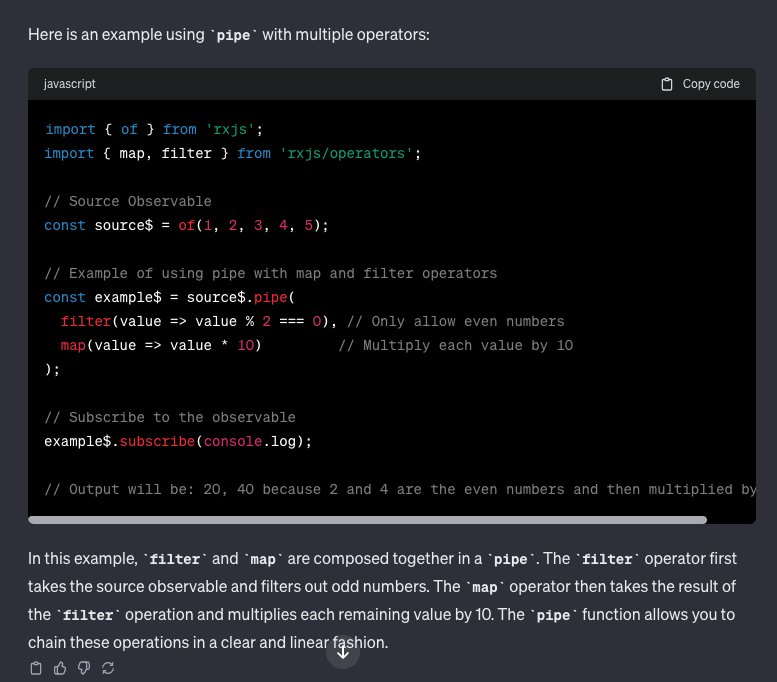 Here is an example using `pipe` with multiple operators:
javascript
Copy code
import { of } from 'rxjs';
import { map, filter } from 'rxjs/operators';
// Source Observable
const source$ = of(1, 2, 3, 4, 5);
// Example of using pipe with map and filter operators
const example$ = source$.pipe(
  filter(value => value % 2 === 0), // Only allow even numbers
  map(value => value * 10)         // Multiply each value by 10
);
// Subscribe to the observable
example$.subscribe(console.log);
// Output will be: 20, 40 because 2 and 4 are the even numbers and then multiplied by
In this example, `filter` and `map` are composed together in a `pipe`. The `filter` operator first
takes the source observable and filters out odd numbers. The `map` operator then takes the result of
the `filter` operation and multiplies each remaining value by 10. The `pipe` function allows you to
chain these operations in a clear and linear fashion.